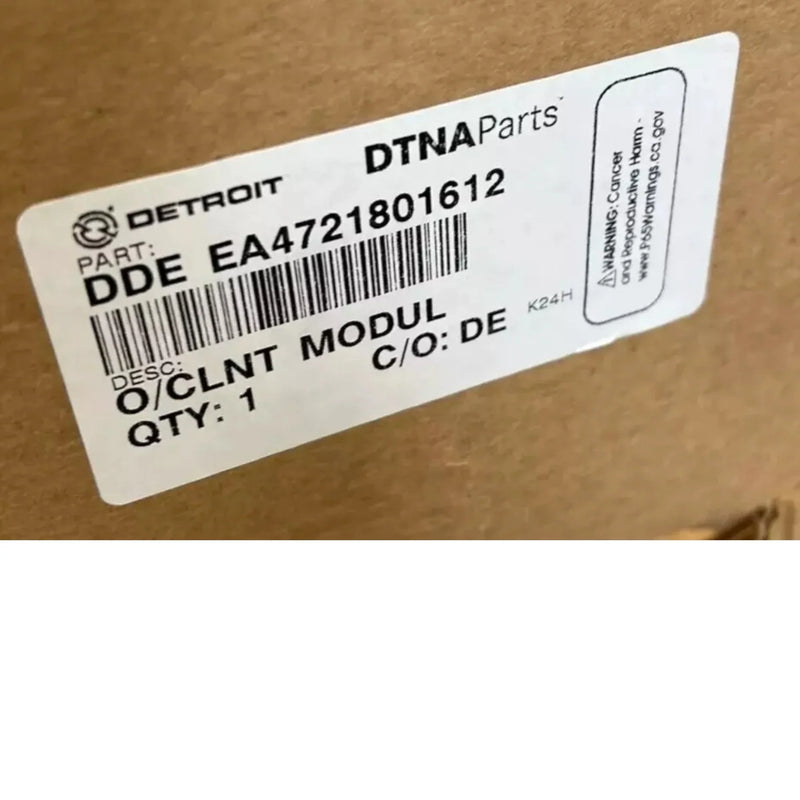 DETROIT
DTNAParts
PART:
DDE EA4721801612
DESC:
O/CLNT MODUL
QTY: 1
C/O: DE
K24H
⚠WARNING: Cancer
and Reproductive Harm -
www.P65Warnings.ca.gov